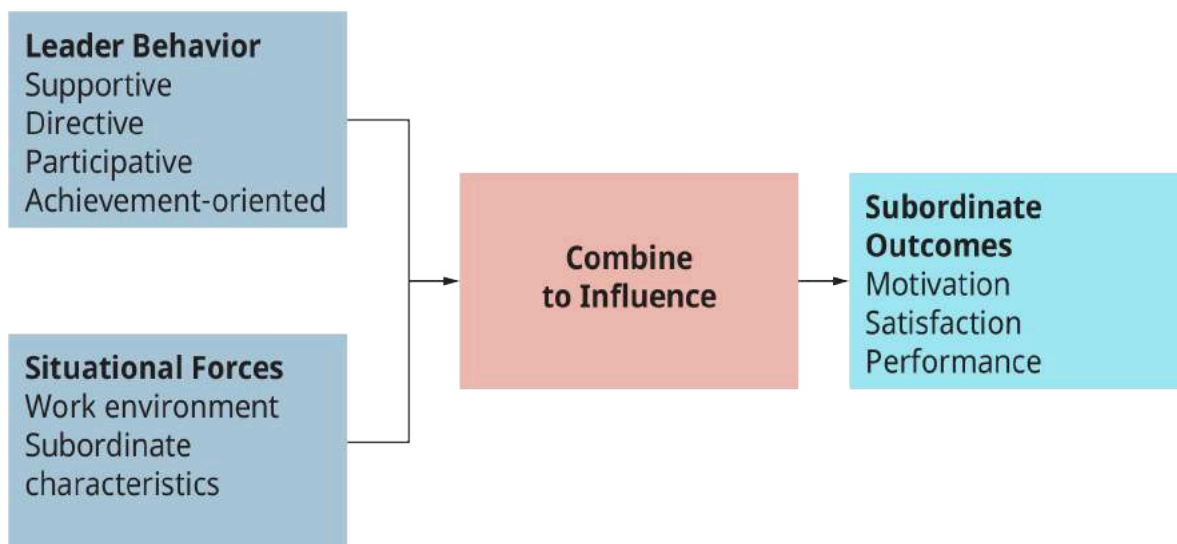 Leader Behavior
Supportive
Directive
Participative
Achievement-oriented
Situational Forces
Work environment
Subordinate
characteristics
Combine
to Influence
Subordinate
Outcomes
Motivation
Satisfaction
Performance